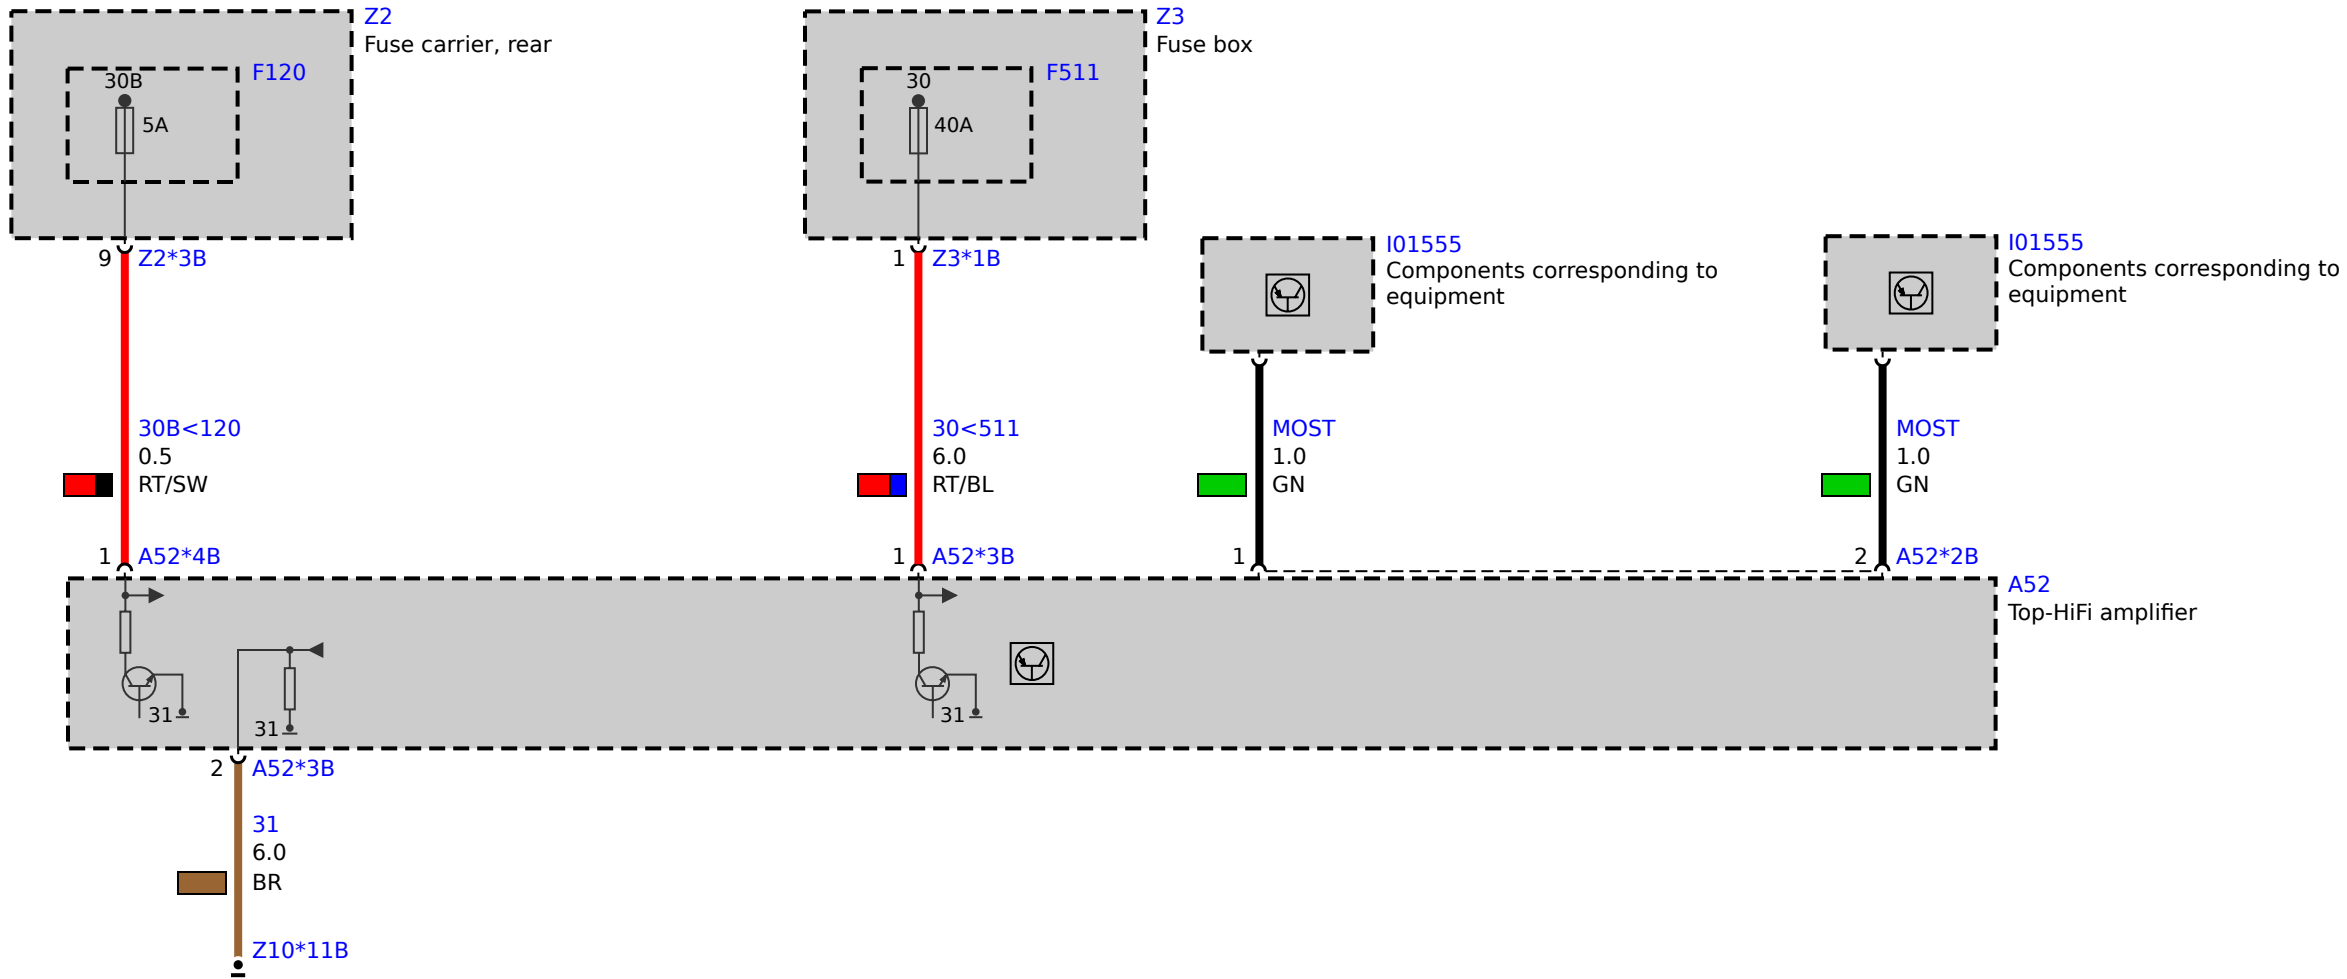 Z2
Fuse carrier, rear
F120
30B
5A
Z3
Fuse box
F511
30
40A
I01555
Components corresponding to
equipment
I01555
Components corresponding to
equipment
9 Z2*3B
1 Z3*1B
30B<120
0.5
RT/SW
30<511
6.0
RT/BL
MOST
1.0
GN
MOST
1.0
GN
1 A52*4B
1 A52*3B
1
2 A52*2B
A52
Top-HiFi amplifier
31
31
31
2 A52*3B
31
6.0
BR
Z10*11B